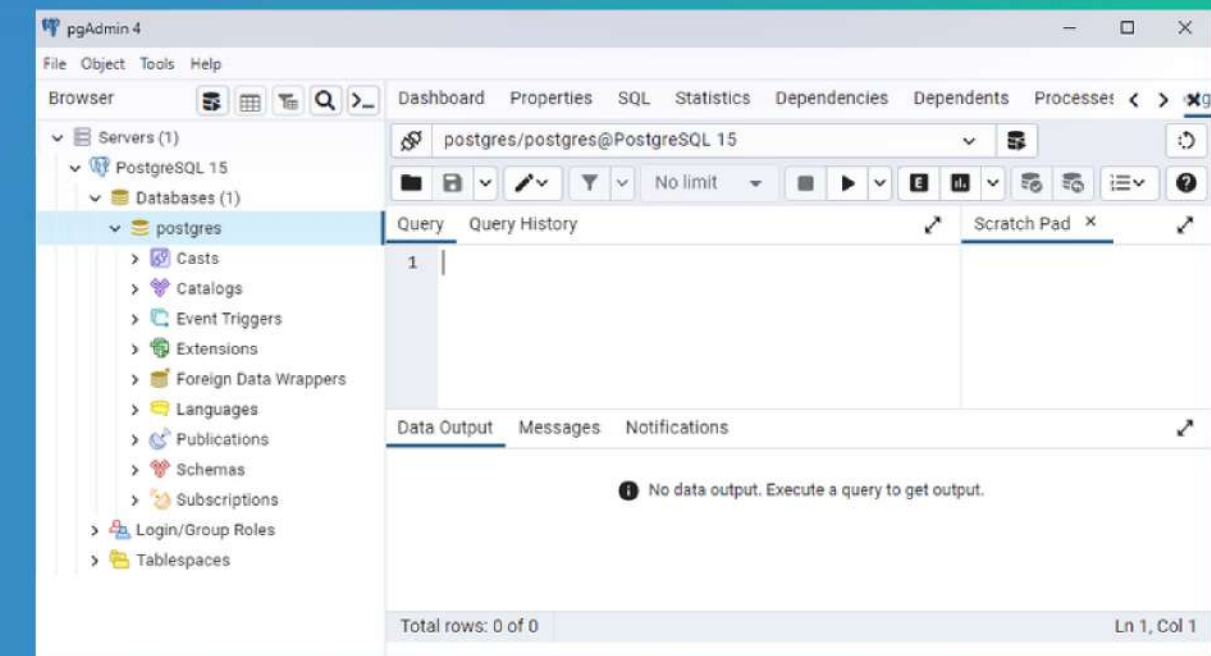 pgAdmin 4
File Object Tools Help
Browser
Servers (1)
PostgreSQL 15
Databases (1)
postgres
Casts
Catalogs
Event Triggers
Extensions
Foreign Data Wrappers
Languages
Publications
Schemas
Subscriptions
Login/Group Roles
Tablespaces
Dashboard Properties SQL Statistics Dependencies Dependents Processes
postgres/postgres@PostgreSQL 15
No limit
E
Query Query History
Scratch Pad
1
Data Output Messages Notifications
No data output. Execute a query to get output.
Total rows: 0 of 0
Ln 1, Col 1